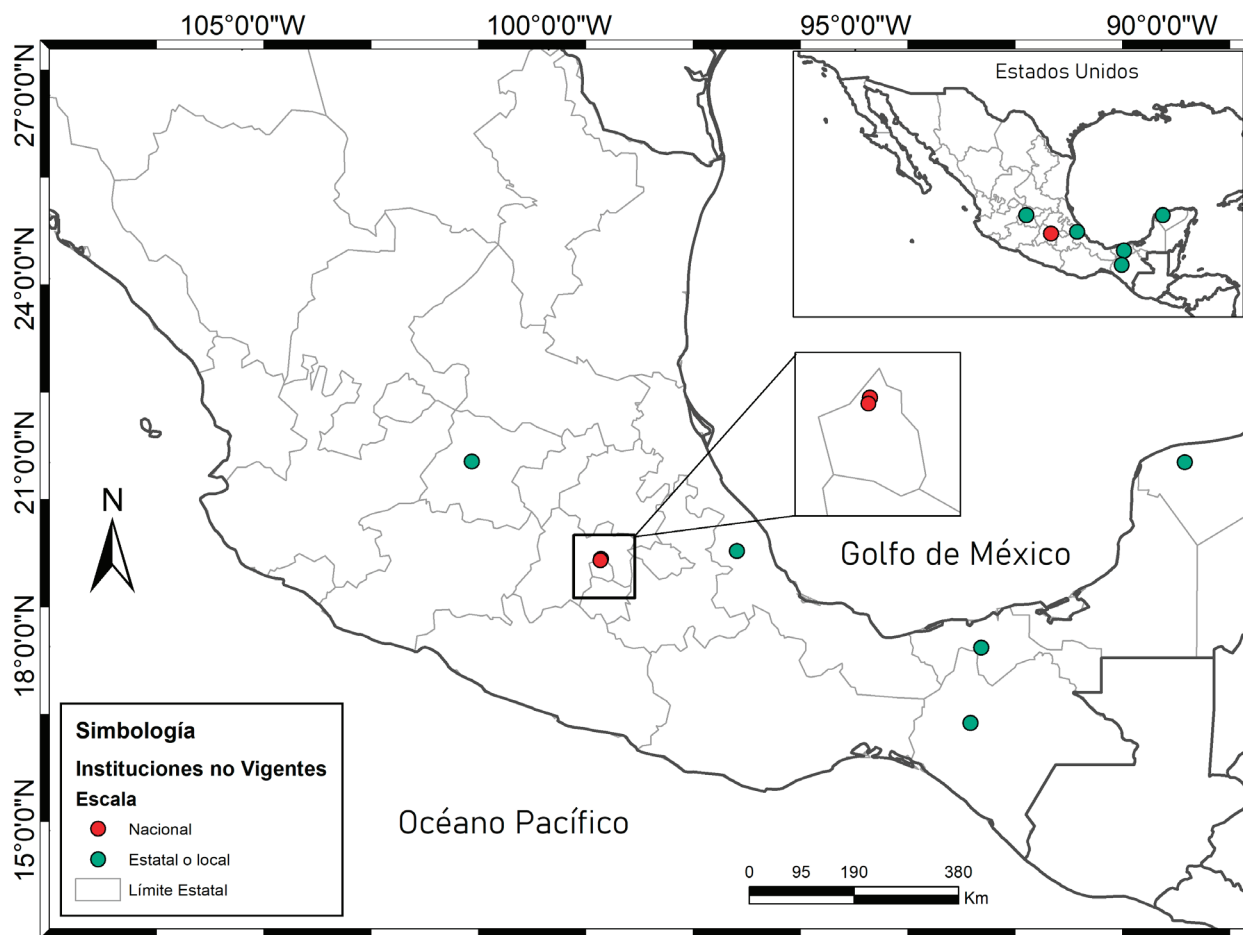 105°0'0"W
100°0'0"W
95°0'0"W
90°0'0"W
27°0'0"N
24°0'0"N
21°0'0"N
18°0'0"N
15°0'0"N
Estados Unidos
N
Golfo de México
Océano Pacífico
Simbología
Instituciones no Vigentes
Escala
Nacional
Estatal o local
Límite Estatal
0 95 190 380
Km